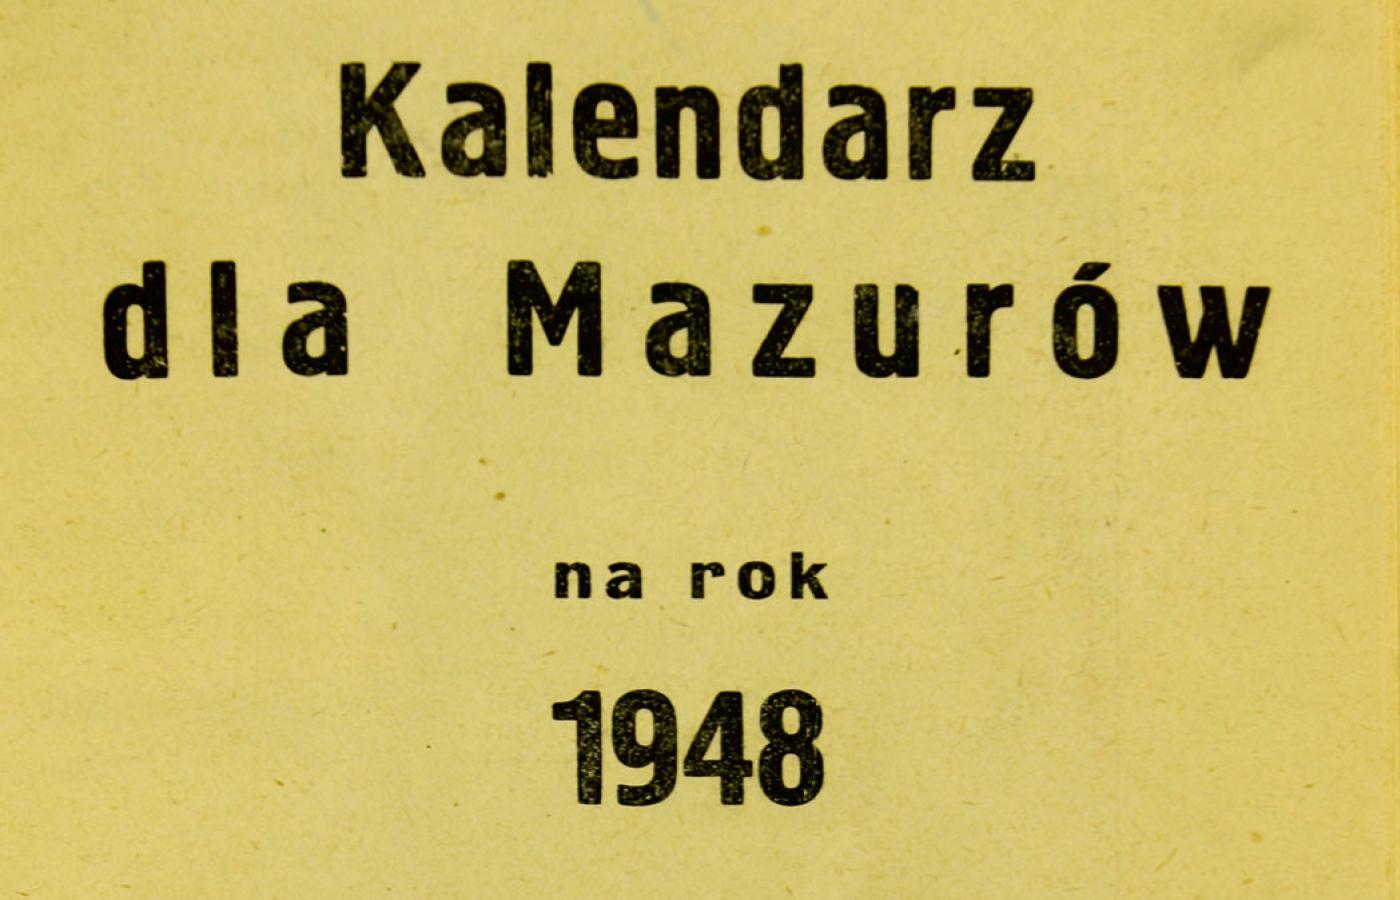 Kalendarz
dla Mazurów
na rok
1948